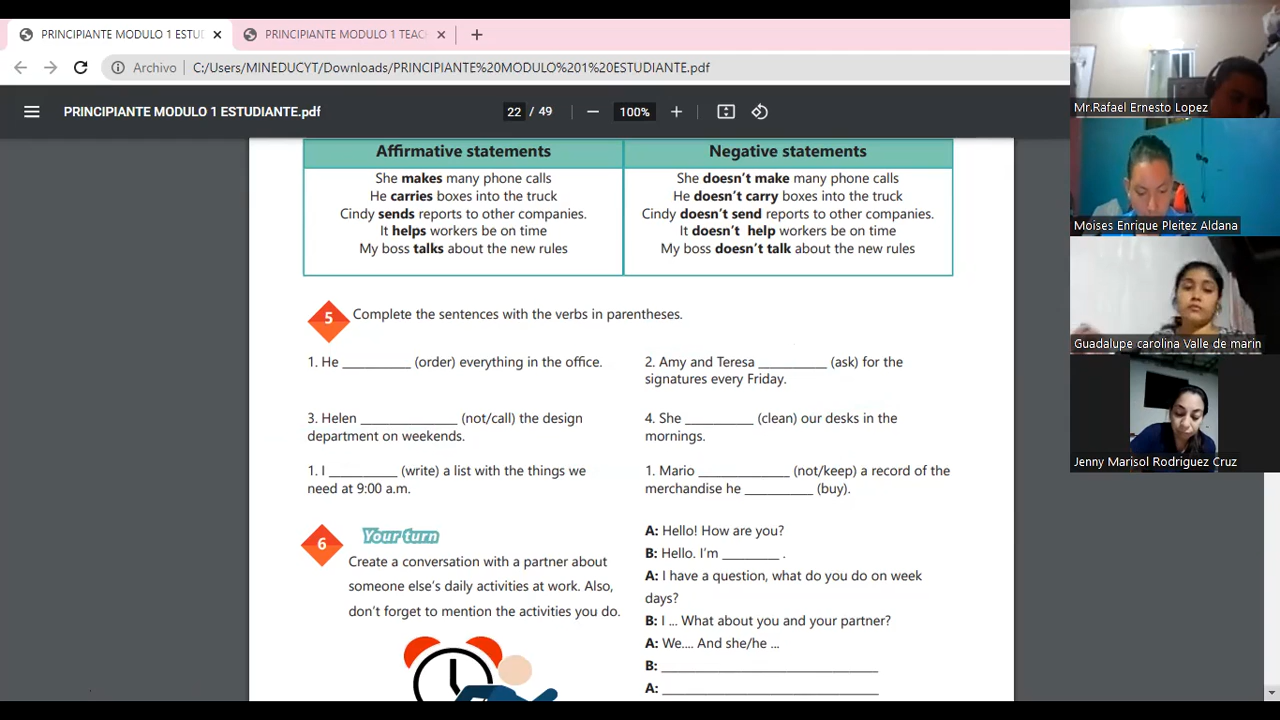 PRINCIPIANTE MODULO 1 ESTU
PRINCIPIANTE MODULO 1 TEAC
Archivo
C:/Users/MINEDUCYT/Downloads/PRINCIPIANTE%20MODULO%201%20ESTUDIANTE.pdf
PRINCIPIANTE MODULO 1 ESTUDIANTE.pdf
22 / 49
100%
Affirmative statements
She makes many phone calls
He carries boxes into the truck
Cindy sends reports to other companies.
It helps workers be on time
My boss talks about the new rules
Negative statements
She doesn't make many phone calls
He doesn't carry boxes into the truck
Cindy doesn't send reports to other companies.
It doesn't help workers be on time
My boss doesn't talk about the new rules
5
Complete the sentences with the verbs in parentheses.
1. He __________ (order) everything in the office.
2. Amy and Teresa __________ (ask) for the
signatures every Friday.
3. Helen ______________ (not/call) the design
department on weekends.
4. She __________ (clean) our desks in the
mornings.
1. I __________ (write) a list with the things we
need at 9:00 a.m.
1. Mario ______________ (not/keep) a record of the
merchandise he __________ (buy).
6
Your turn
Create a conversation with a partner about
someone else's daily activities at work. Also,
don't forget to mention the activities you do.
A: Hello! How are you?
B: Hello. I'm ________ .
A: I have a question, what do you do on week
days?
B: I ... What about you and your partner?
A: We.... And she/he ...
B: ________________________________
A: ________________________________
Mr.Rafael Ernesto Lopez
Moises Enrique Pleitez Aldana
Guadalupe carolina Valle de marin
Jenny Marisol Rodriguez Cruz